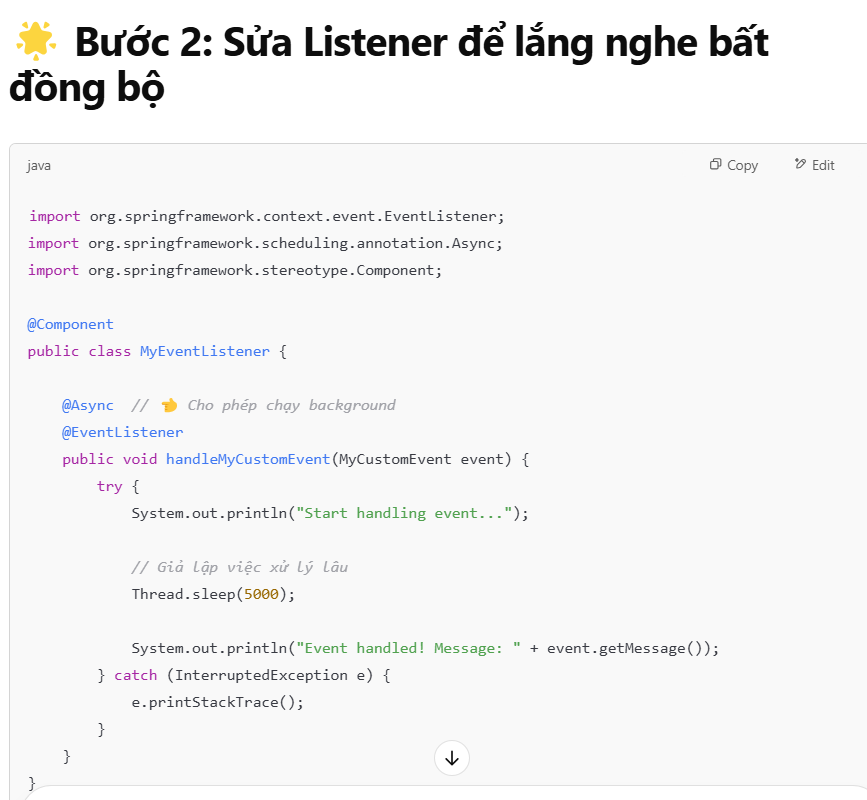 🌟 Bước 2: Sửa Listener để lắng nghe bất
đồng bộ
java
Copy
Edit
import org.springframework.context.event.EventListener;
import org.springframework.scheduling.annotation.Async;
import org.springframework.stereotype.Component;
@Component
public class MyEventListener {
@Async // 👈 Cho phép chạy background
@EventListener
public void handleMyCustomEvent(MyCustomEvent event) {
try {
System.out.println("Start handling event...");
// Giả lập việc xử lý lâu
Thread.sleep(5000);
System.out.println("Event handled! Message: " + event.getMessage());
} catch (InterruptedException e) {
e.printStackTrace();
}
}
}